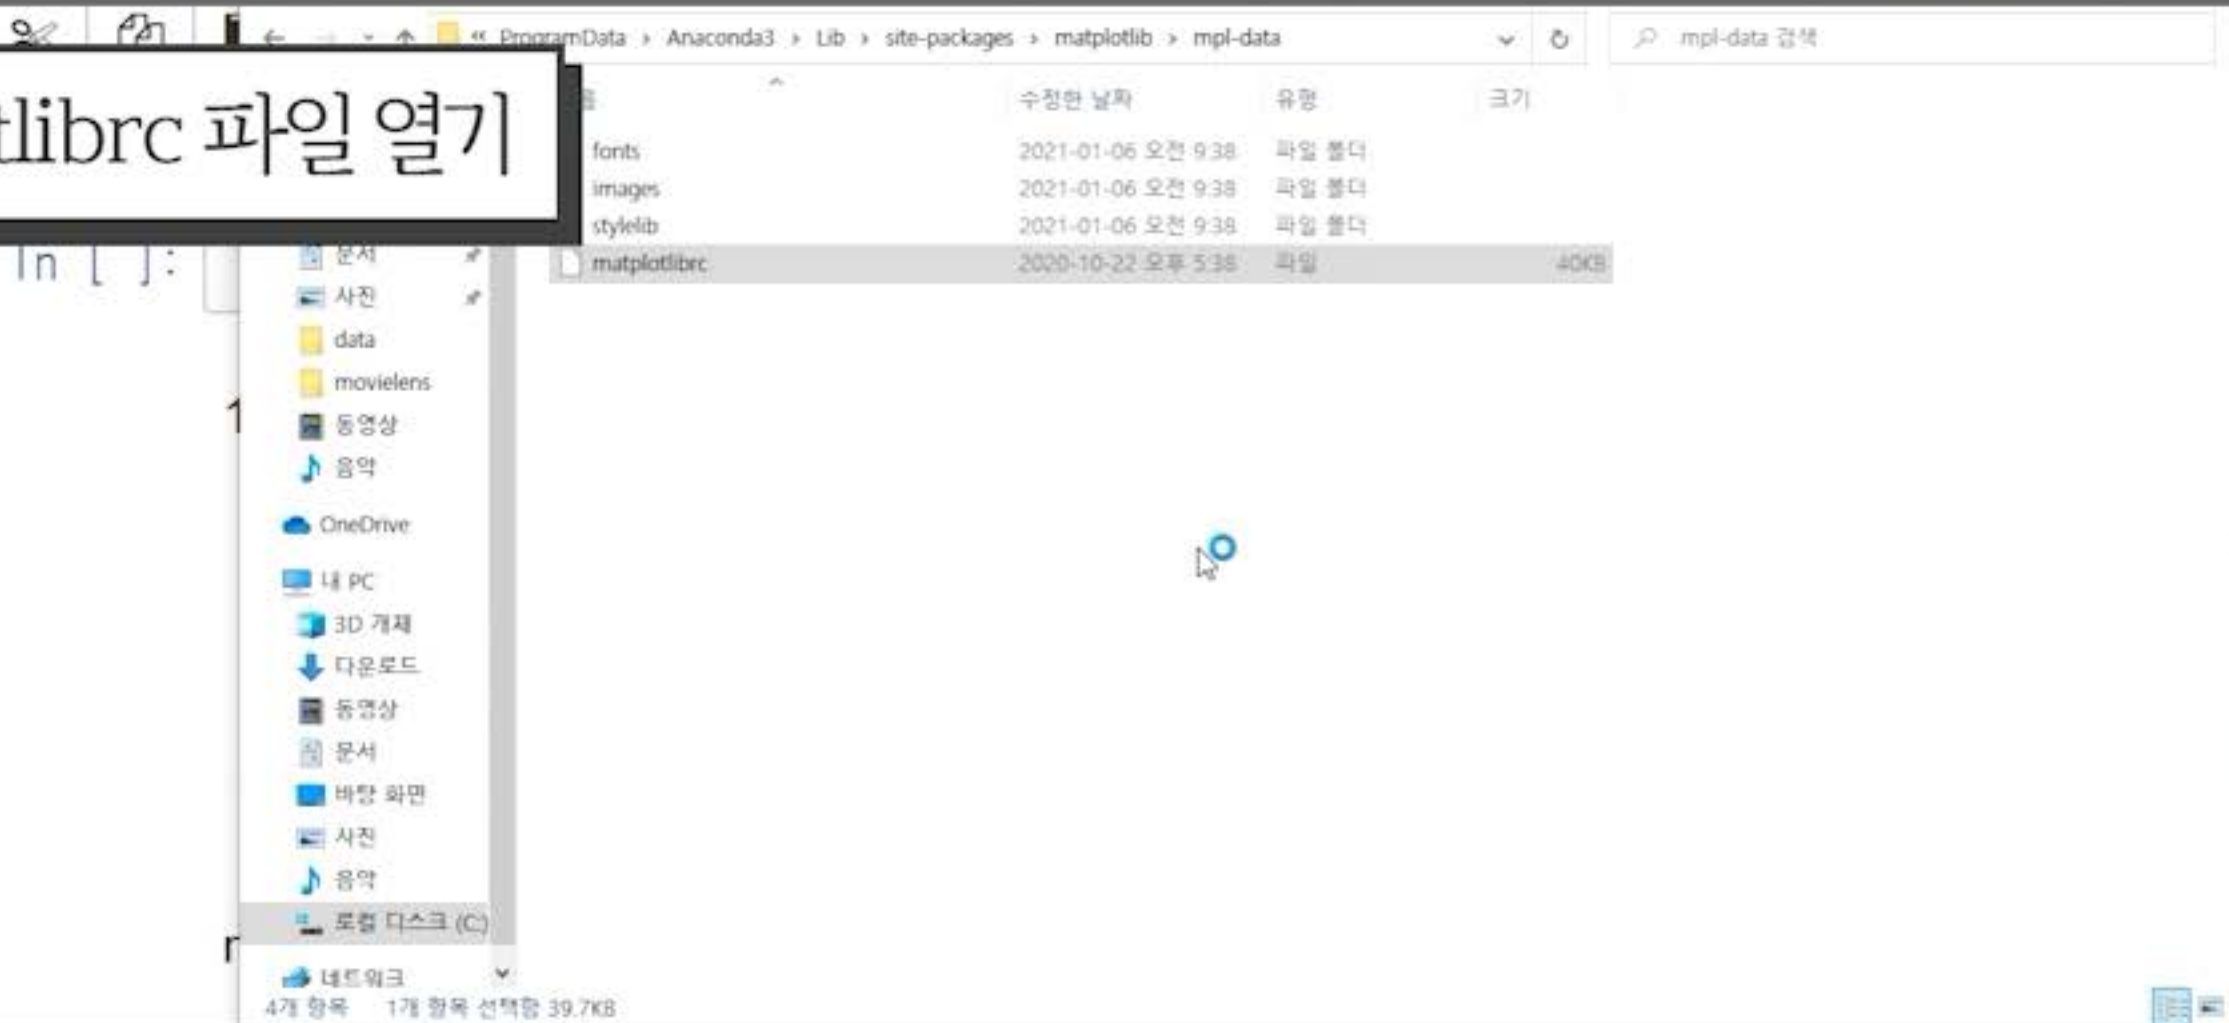 « ProgramData › Anaconda3 › Lib › site-packages › matplotlib › mpl-data
mpl-data 검색
tlibrc 파일 열기
수정한 날짜 유형 크기
fonts 2021-01-06 오전 9:38 파일 폴더
images 2021-01-06 오전 9:38 파일 폴더
stylelib 2021-01-06 오전 9:38 파일 폴더
matplotlibrc 2020-10-22 오후 5:38 파일 40KB
In [ ]:
문서
사진
data
movielens
동영상
음악
OneDrive
내 PC
3D 개체
다운로드
동영상
문서
바탕 화면
사진
음악
로컬 디스크 (C:)
네트워크
4개 항목 1개 항목 선택함 39.7KB